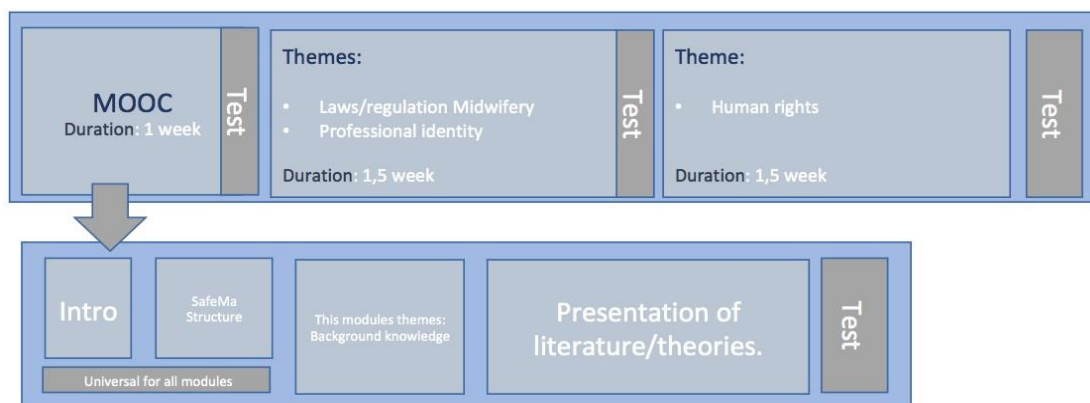 MOOC
Duration: 1 week
Test
Themes:
• Laws/regulation Midwifery
• Professional identity
Duration: 1,5 week
Test
Theme:
• Human rights
Duration: 1,5 week
Test
Intro
SafeMa
Structure
Universal for all modules
This modules themes:
Background knowledge
Presentation of
literature/theories.
Test